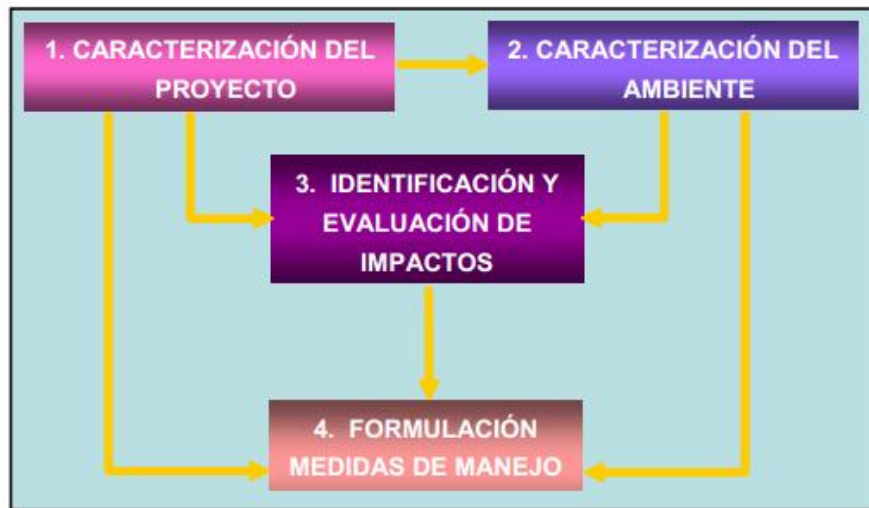 1. CARACTERIZACIÓN DEL
PROYECTO
2. CARACTERIZACIÓN DEL
AMBIENTE
3. IDENTIFICACIÓN Y
EVALUACIÓN DE
IMPACTOS
4. FORMULACIÓN
MEDIDAS DE MANEJO